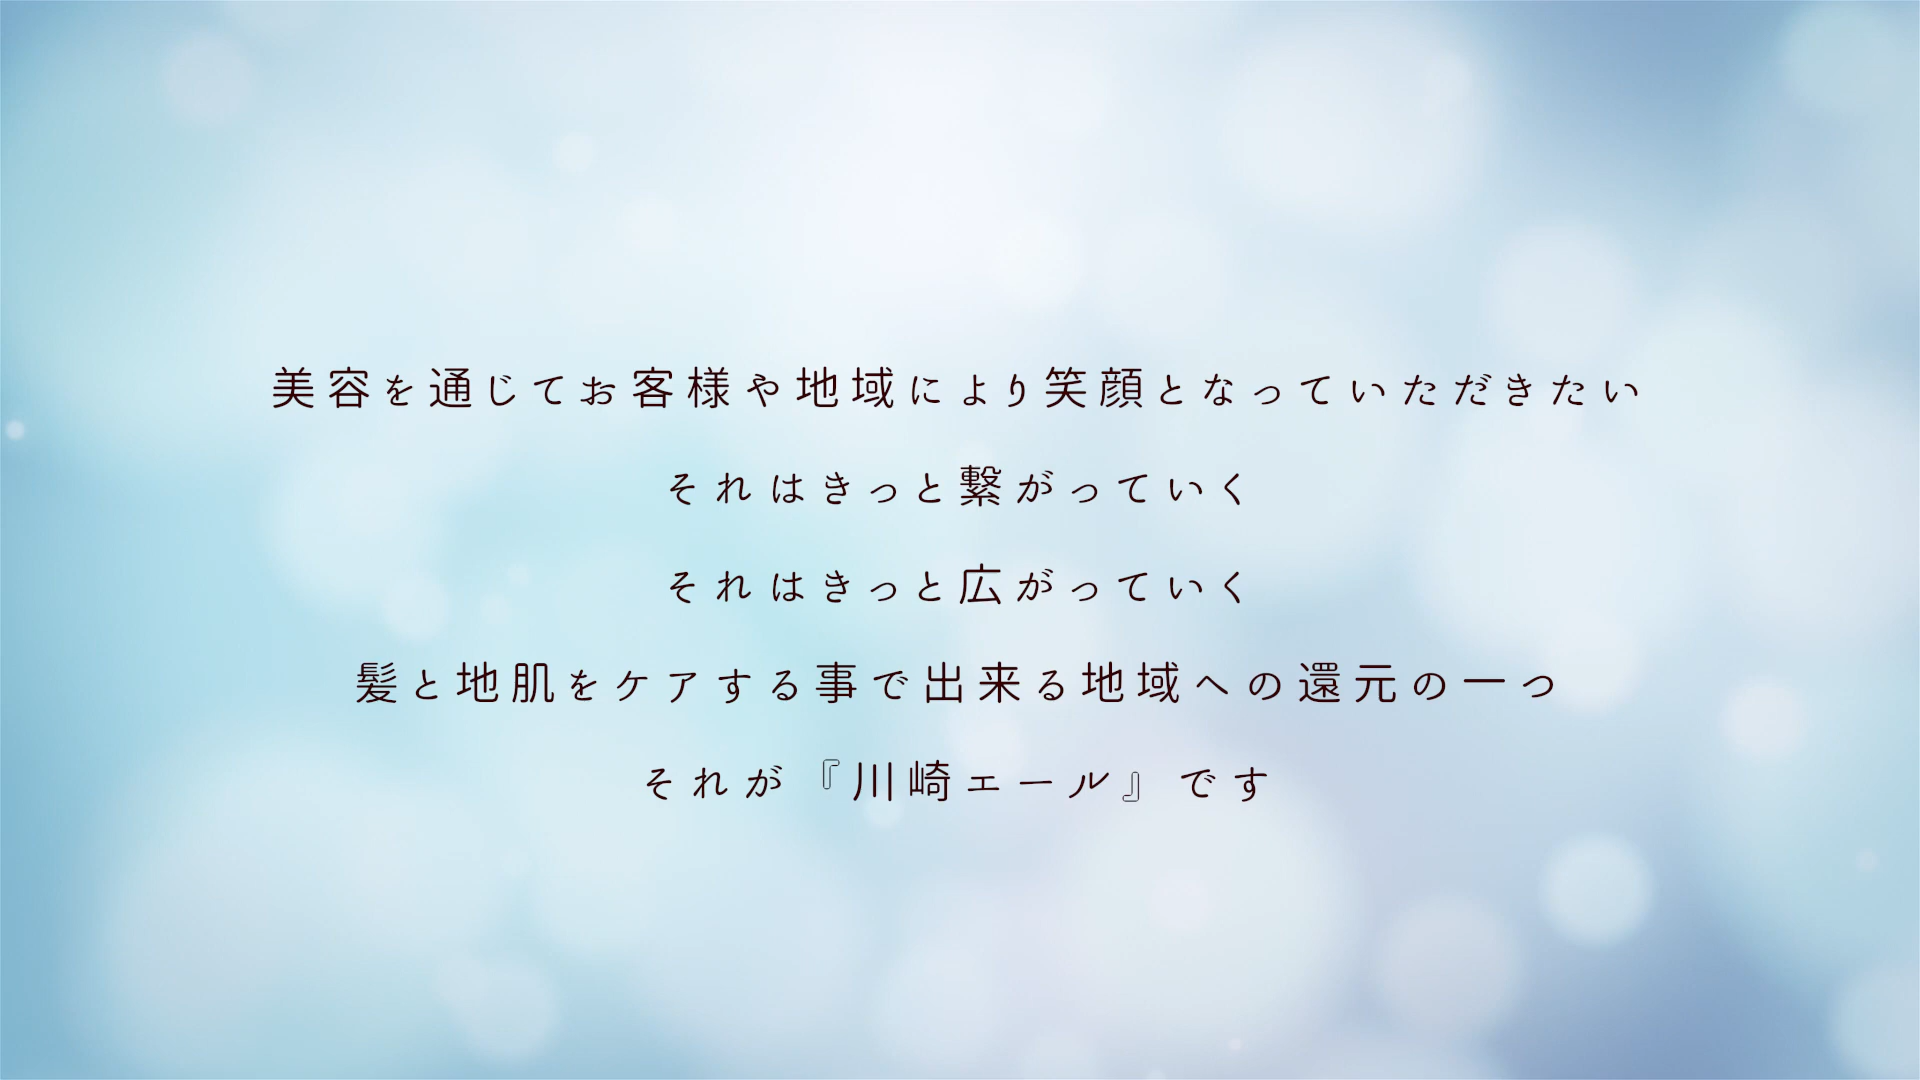 美容を通じてお客様や地域により笑顔となっていただきたい
それはきっと繋がっていく
それはきっと広がっていく
髪と地肌をケアする事で出来る地域への還元の一つ
それが『川崎エール』です